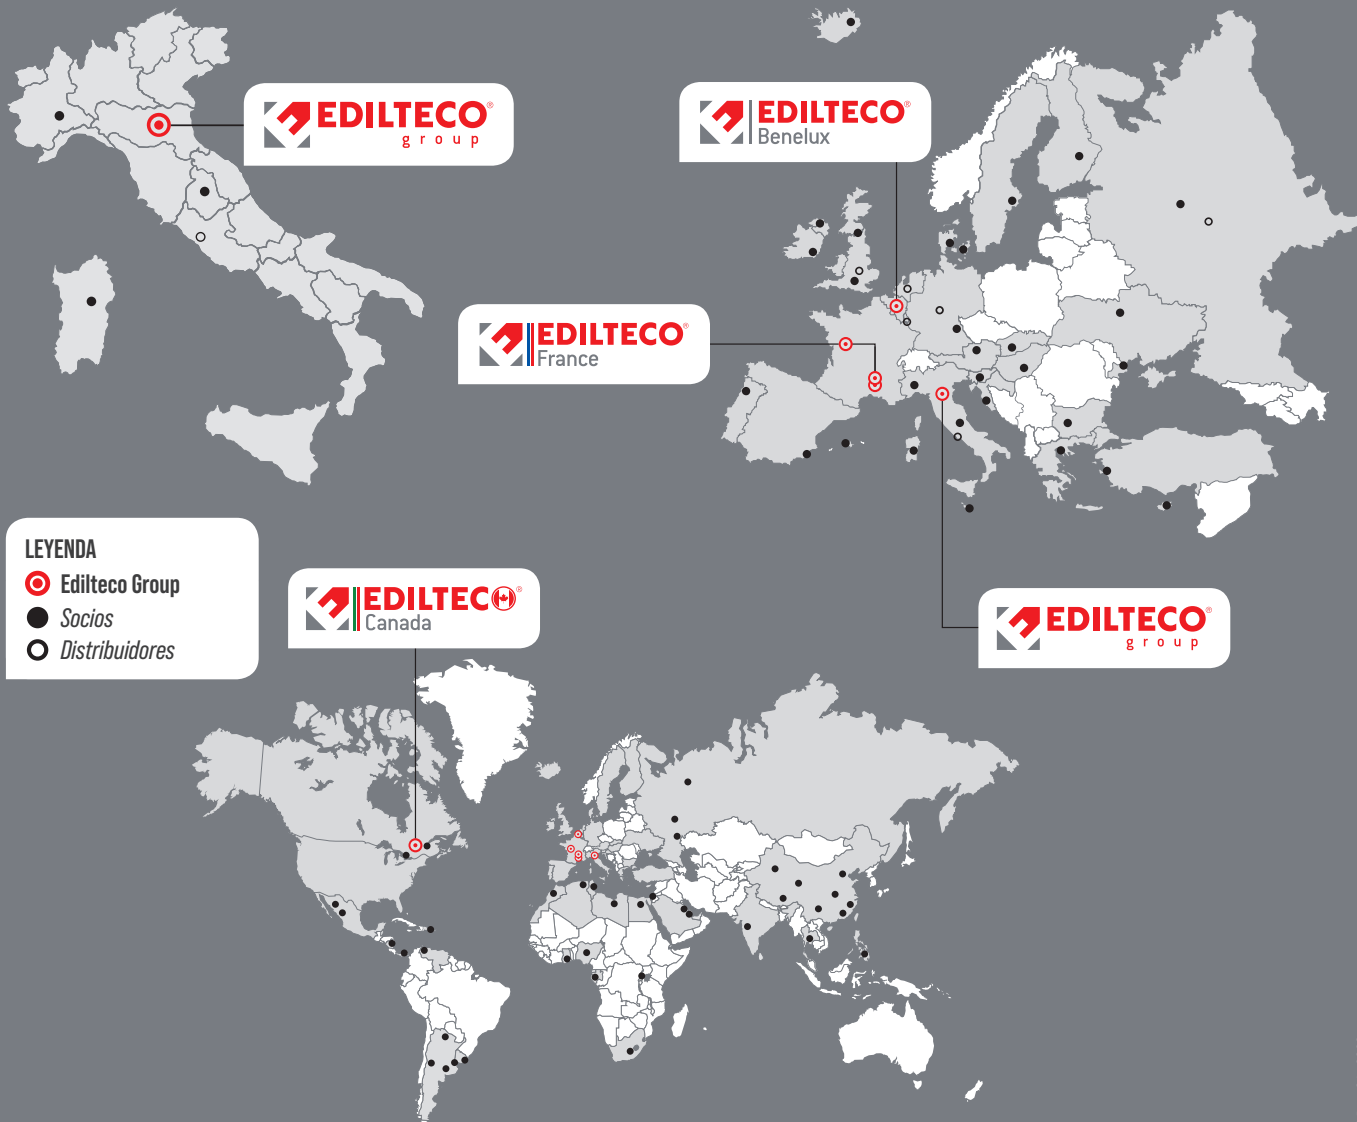 EDILTECO®
group
EDILTECO®
Benelux
EDILTECO®
France
LEYENDA
Edilteco Group
Socios
Distribuidores
EDILTECO®
Canada
EDILTECO®
group